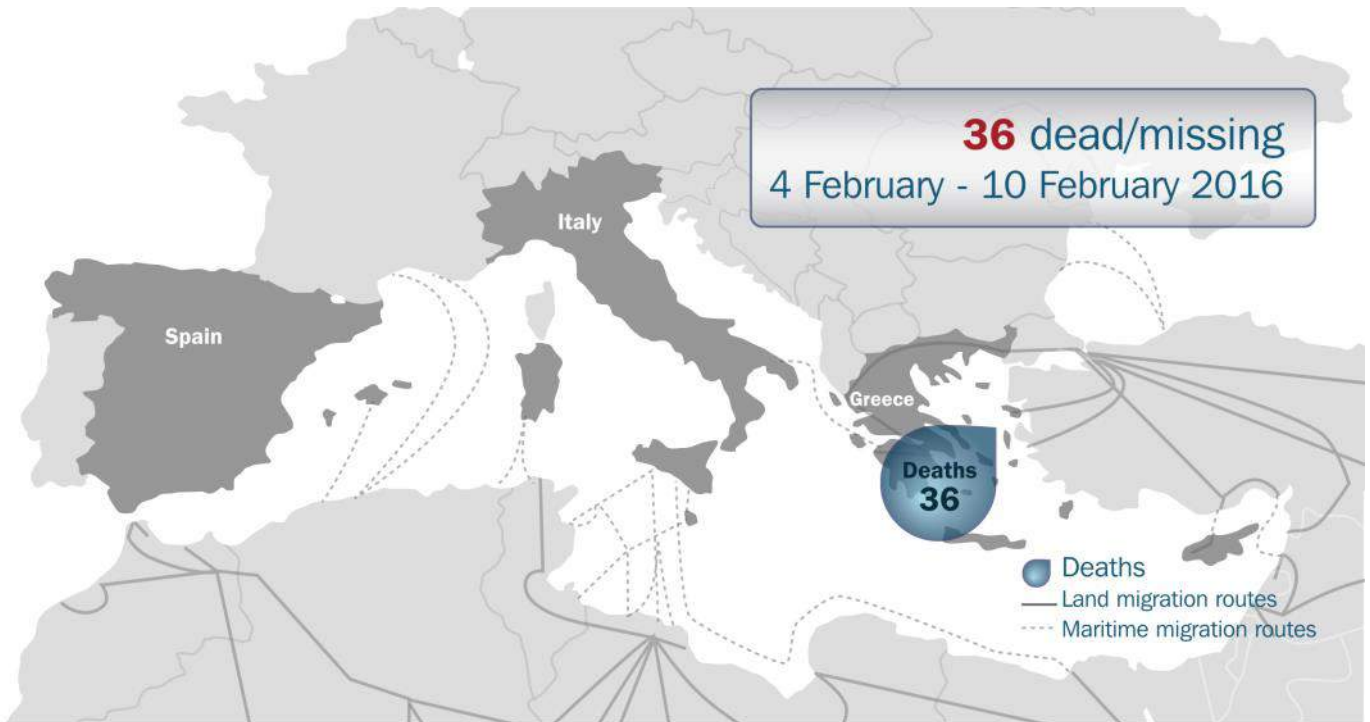 36 dead/missing
4 February - 10 February 2016
Italy
Spain
Greece
Deaths
36
Deaths
Land migration routes
Maritime migration routes